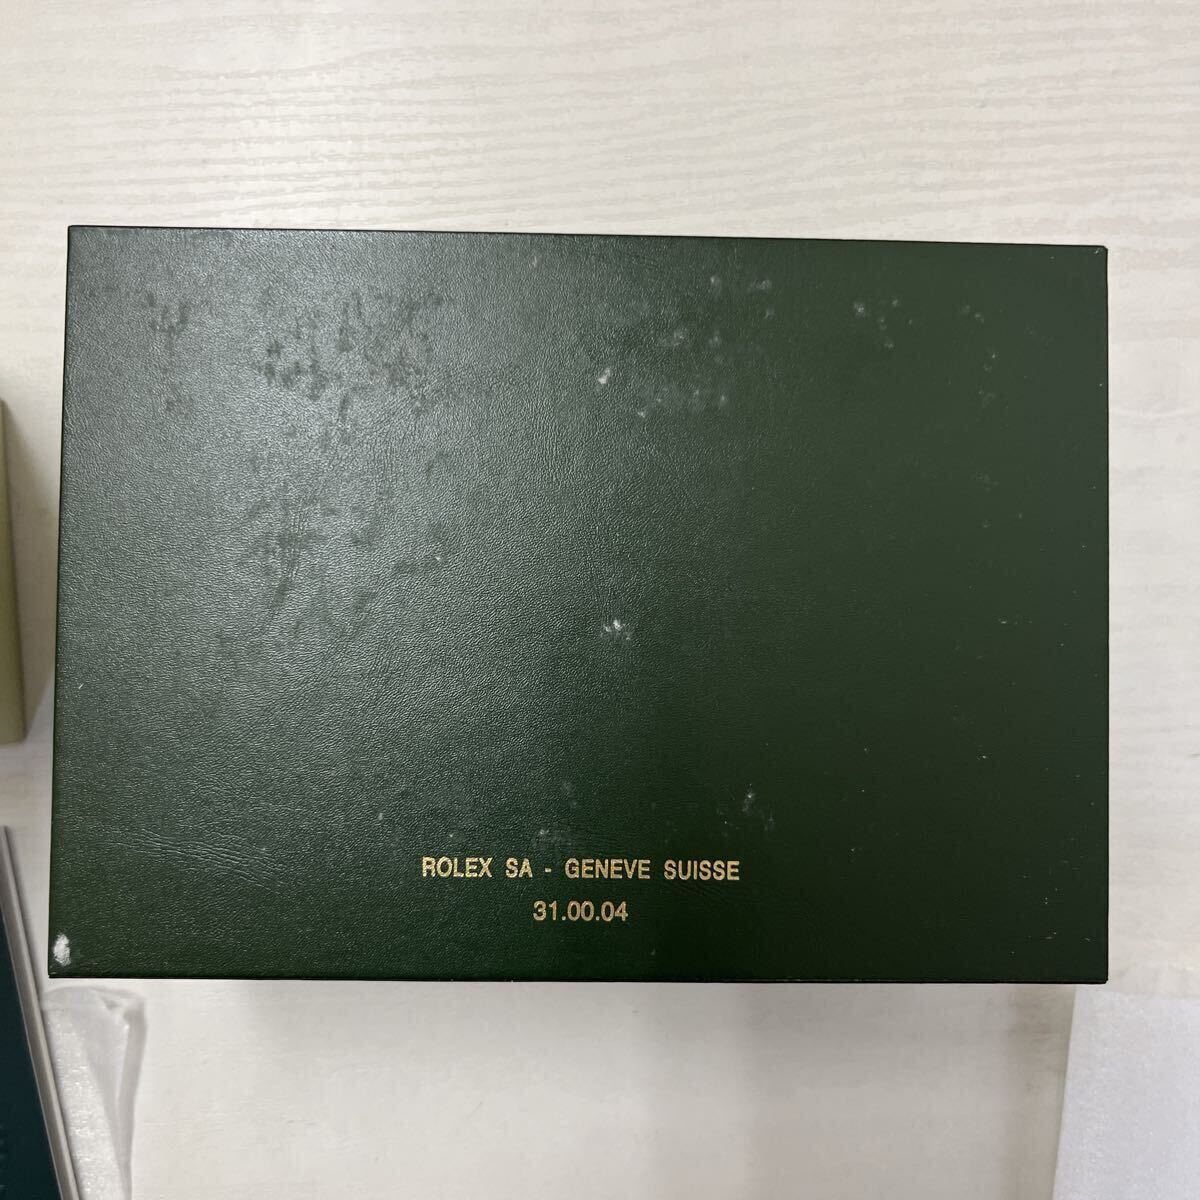 ROLEX SA - GENEVE SUISSE
31.00.04